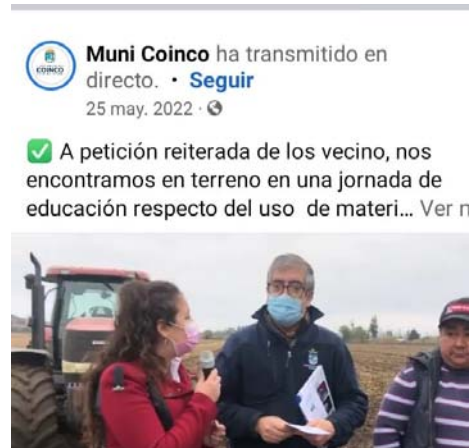 COINCO
Muni Coinco ha transmitido en
directo. • Seguir
25 may. 2022 ·
✅ A petición reiterada de los vecino, nos
encontramos en terreno en una jornada de
educación respecto del uso de materi... Ver